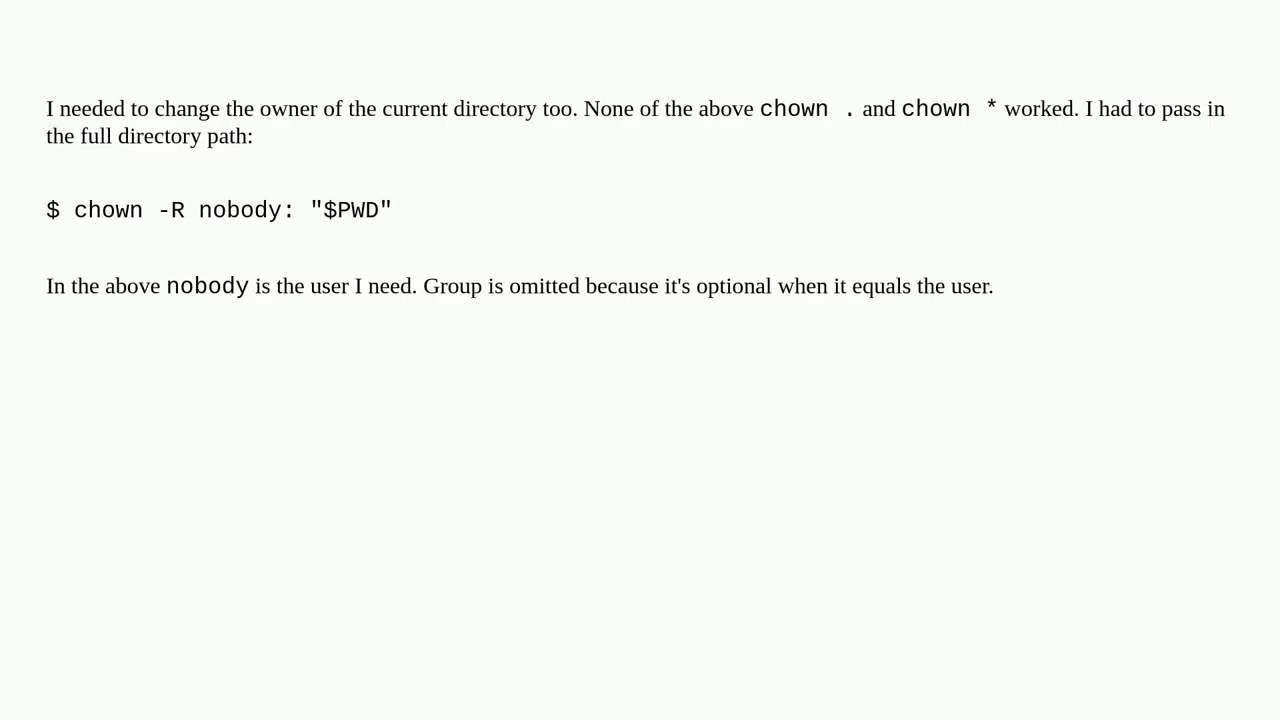 I needed to change the owner of the current directory too. None of the above chown . and chown * worked. I had to pass in
the full directory path:
$ chown -R nobody: "$PWD"
In the above nobody is the user I need. Group is omitted because it's optional when it equals the user.